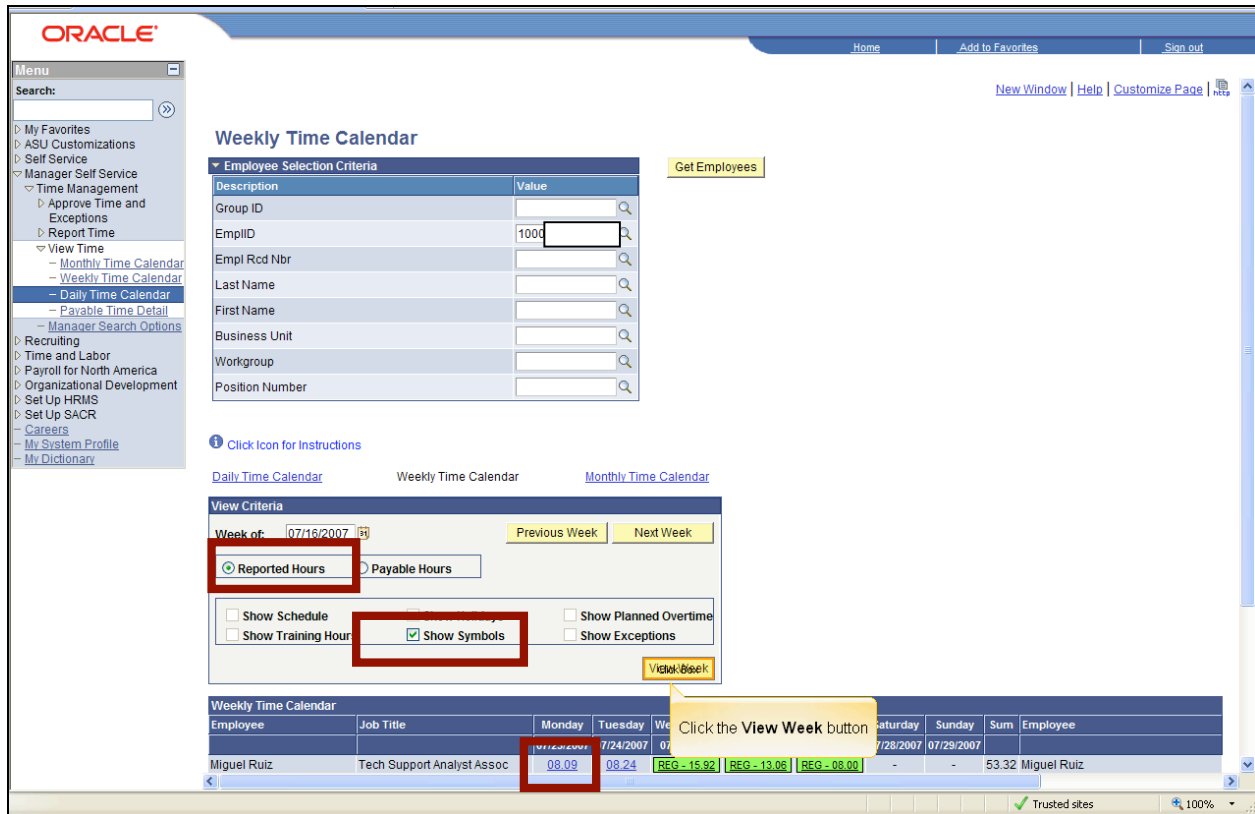 ORACLE
Home Add to Favorites Sign out
Menu
Search:
My Favorites
ASU Customizations
Self Service
Manager Self Service
Time Management
Approve Time and
Exceptions
Report Time
View Time
Monthly Time Calendar
Weekly Time Calendar
Daily Time Calendar
Payable Time Detail
Manager Search Options
Recruiting
Time and Labor
Payroll for North America
Organizational Development
Set Up HRMS
Set Up SACR
Careers
My System Profile
My Dictionary
New Window | Help | Customize Page | http
Weekly Time Calendar
Employee Selection Criteria
Get Employees
Description Value
Group ID
EmplID 1000
Empl Rcd Nbr
Last Name
First Name
Business Unit
Workgroup
Position Number
Click Icon for Instructions
Daily Time Calendar Weekly Time Calendar Monthly Time Calendar
View Criteria
Week of: 07/16/2007 31 Previous Week Next Week
Reported Hours Payable Hours
Show Schedule Show Planned Overtime
Show Training Hours Show Symbols Show Exceptions
Click the View Week button
Weekly Time Calendar
Employee Job Title Monday Tuesday Saturday Sunday Sum Employee
07/23/2007 07/24/2007 07/28/2007 07/29/2007
Miguel Ruiz Tech Support Analyst Assoc 08.09 08.24 REG - 15.92 REG - 13.06 REG - 08.00 - - 53.32 Miguel Ruiz
Trusted sites 100%